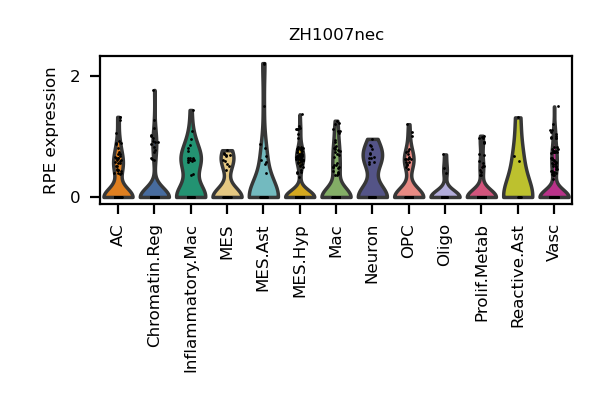 ZH1007nec
RPE expression
2
0
AC
Chromatin.Reg
Inflammatory.Mac
MES
MES.Ast
MES.Hyp
Mac
Neuron
OPC
Oligo
Prolif.Metab
Reactive.Ast
Vasc